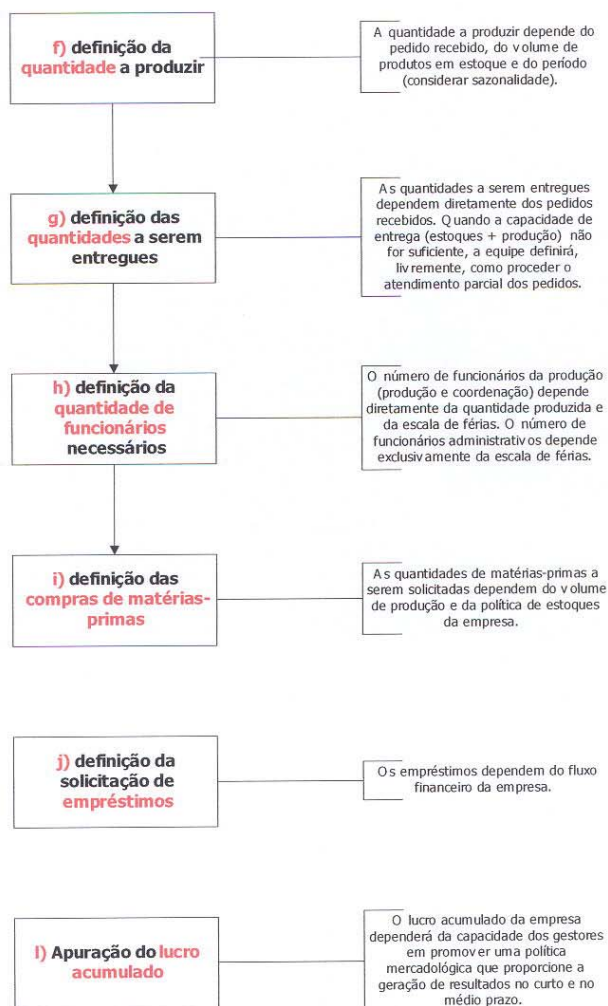 f) definição da
quantidade a produzir
A quantidade a produzir depende do
pedido recebido, do volume de
produtos em estoque e do período
(considerar sazonalidade).
g) definição das
quantidades a serem
entregues
As quantidades a serem entregues
dependem diretamente dos pedidos
recebidos. Quando a capacidade de
entrega (estoques + produção) não
for suficiente, a equipe definirá,
livremente, como proceder o
atendimento parcial dos pedidos.
h) definição da
quantidade de
funcionários
necessários
O número de funcionários da produção
(produção e coordenação) depende
diretamente da quantidade produzida e
da escala de férias. O número de
funcionários administrativos depende
exclusivamente da escala de férias.
i) definição das
compras de matérias-
primas
As quantidades de matérias-primas a
serem solicitadas dependem do volume
de produção e da política de estoques
da empresa.
j) definição da
solicitação de
empréstimos
Os empréstimos dependem do fluxo
financeiro da empresa.
l) Apuração do lucro
acumulado
O lucro acumulado da empresa
dependerá da capacidade dos gestores
em promover uma política
mercadológica que proporcione a
geração de resultados no curto e no
médio prazo.